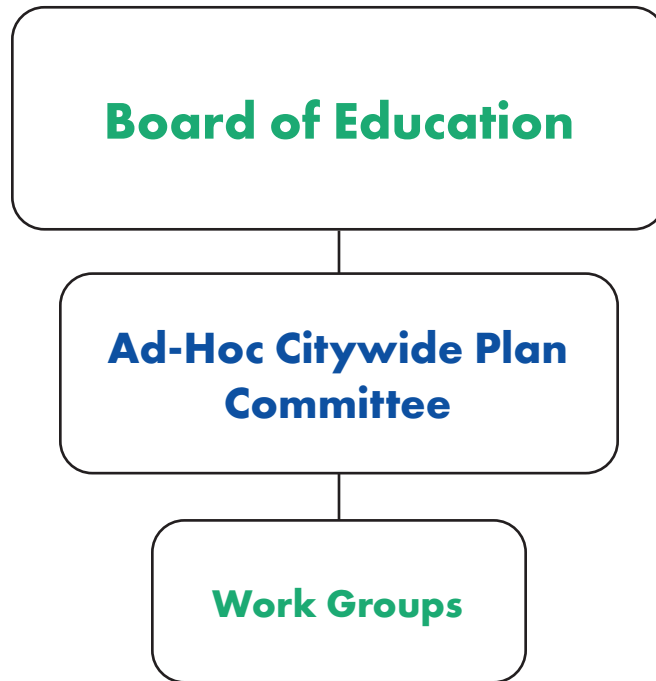 Board of Education
Ad-Hoc Citywide Plan
Committee
Work Groups